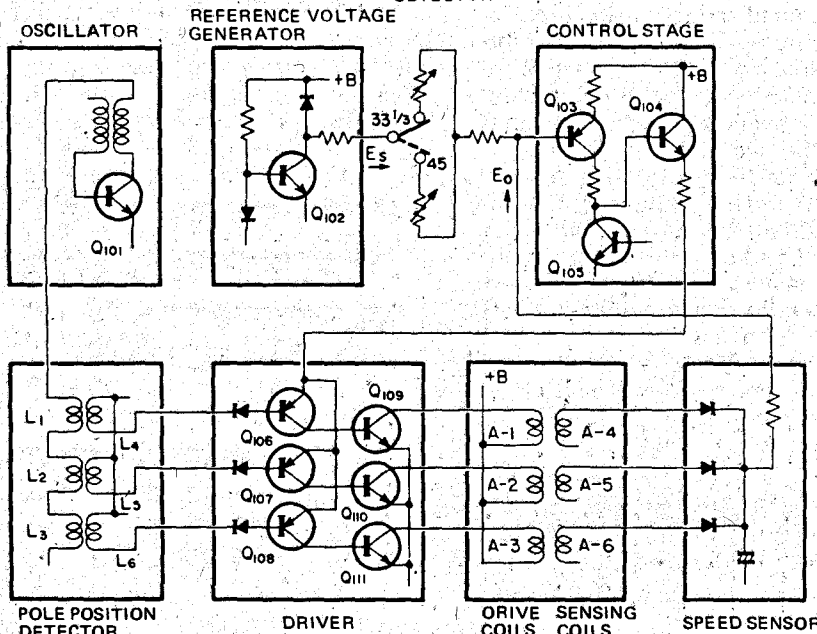 OSCILLATOR
REFERENCE VOLTAGE
GENERATOR
CONTROL STAGE
+B
33 1/3
45
Es
Eo
Q101
Q102
Q103
Q104
+B
Q105
L1
L2
L3
L4
L5
L6
Q106
Q107
Q108
Q109
Q110
Q111
+B
A-1
A-2
A-3
A-4
A-5
A-6
POLE POSITION
DETECTOR
DRIVER
ORIVE
COILS
SENSING
COILS
SPEED SENSOR